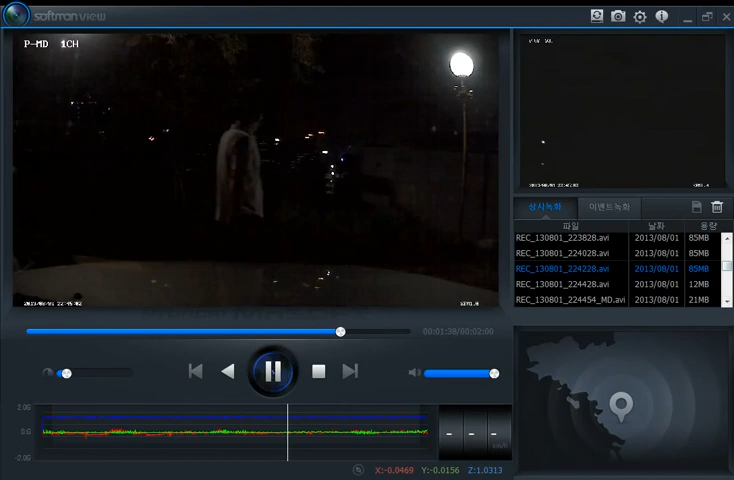 softman view
P-MD 1CH
상시녹화
이벤트녹화
파일 날짜 용량
REC_130801_223828.avi 2013/08/01 85MB
REC_130801_224028.avi 2013/08/01 85MB
REC_130801_224228.avi 2013/08/01 85MB
REC_130801_224428.avi 2013/08/01 12MB
REC_130801_224454_MD.avi 2013/08/01 21MB
00:01:38/00:02:00
2.0G
0.G
-2.0G
- - -
km/h
X:-0.0469 Y:-0.0156 Z:1.0313